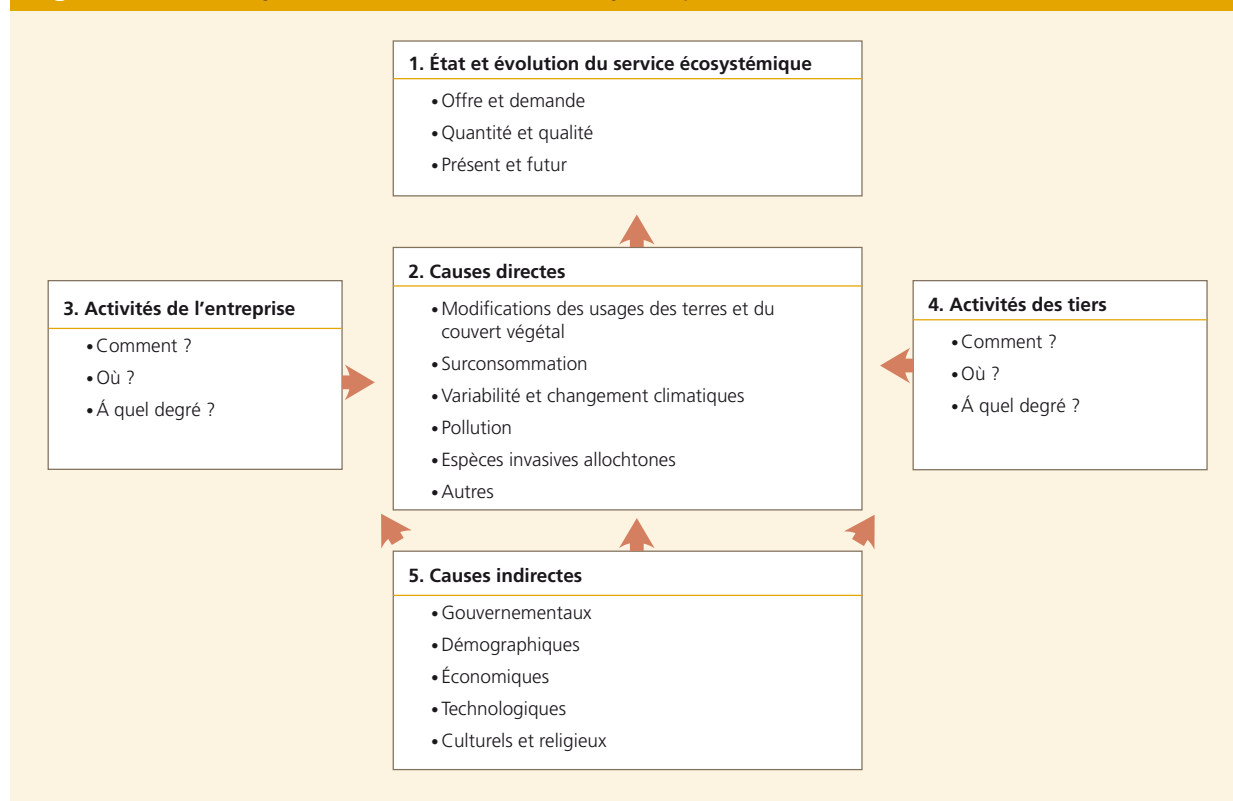 1. État et évolution du service écosystémique
• Offre et demande
• Quantité et qualité
• Présent et futur
2. Causes directes
• Modifications des usages des terres et du
couvert végétal
• Surconsommation
• Variabilité et changement climatiques
• Pollution
• Espèces invasives allochtones
• Autres
3. Activités de l’entreprise
• Comment ?
• Où ?
• Á quel degré ?
4. Activités des tiers
• Comment ?
• Où ?
• Á quel degré ?
5. Causes indirectes
• Gouvernementaux
• Démographiques
• Économiques
• Technologiques
• Culturels et religieux